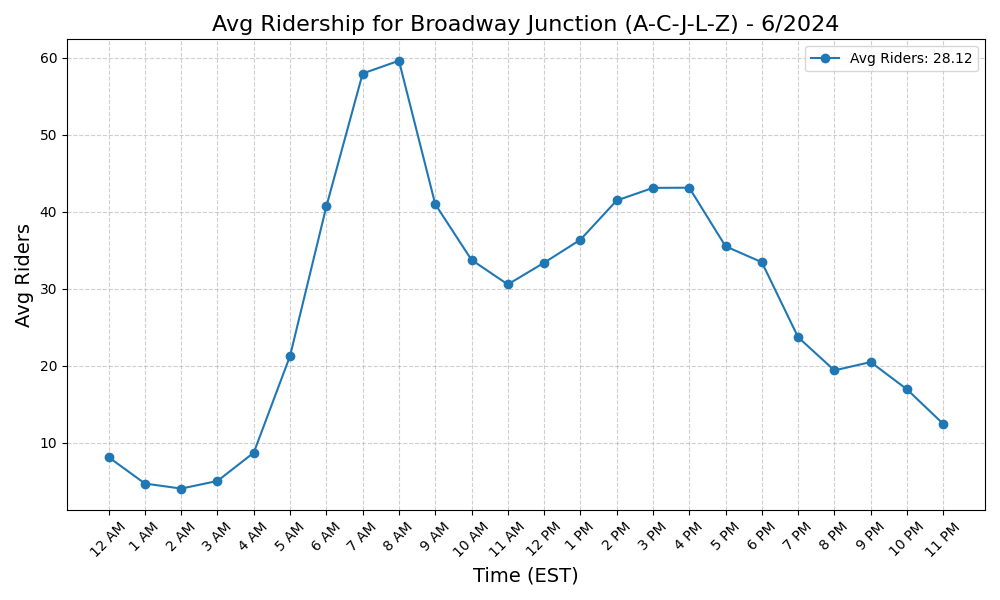 Avg Ridership for Broadway Junction (A-C-J-L-Z) - 6/2024
Avg Riders: 28.12
60
50
40
30
20
10
Avg Riders
12 AM
1 AM
2 AM
3 AM
4 AM
5 AM
6 AM
7 AM
8 AM
9 AM
10 AM
11 AM
12 PM
1 PM
2 PM
3 PM
4 PM
5 PM
6 PM
7 PM
8 PM
9 PM
10 PM
11 PM
Time (EST)